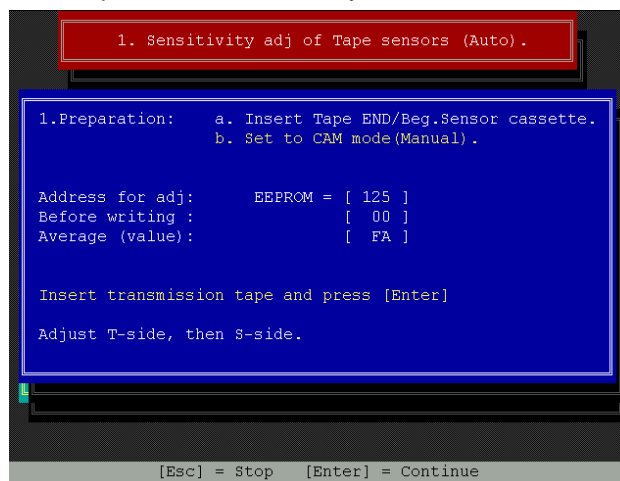 1. Sensitivity adj of Tape sensors (Auto).
1.Preparation: a. Insert Tape END/Beg.Sensor cassette.
b. Set to CAM mode(Manual).
Address for adj: EEPROM = [ 125 ]
Before writing : [ 00 ]
Average (value): [ FA ]
Insert transmission tape and press [Enter]
Adjust T-side, then S-side.
[Esc] = Stop [Enter] = Continue